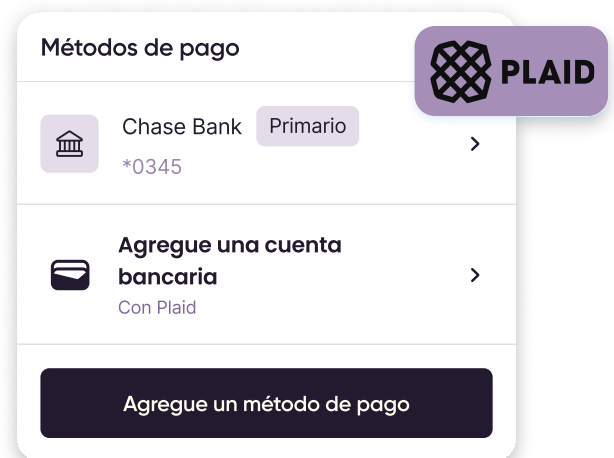 Métodos de pago
PLAID
Chase Bank Primario
*0345
Agregue una cuenta
bancaria
Con Plaid
Agregue un método de pago